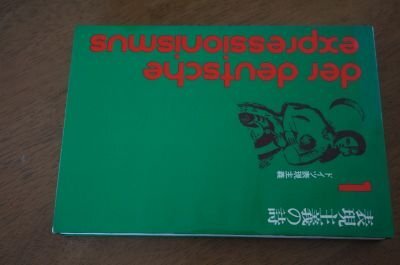 der deutsche
expressionismus
1
ドイツ表現主義
表現主義の詩